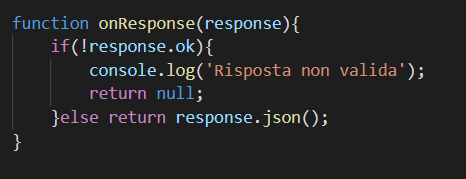 function onResponse(response){
    if(!response.ok){
        console.log('Risposta non valida');
        return null;
    }else return response.json();
}